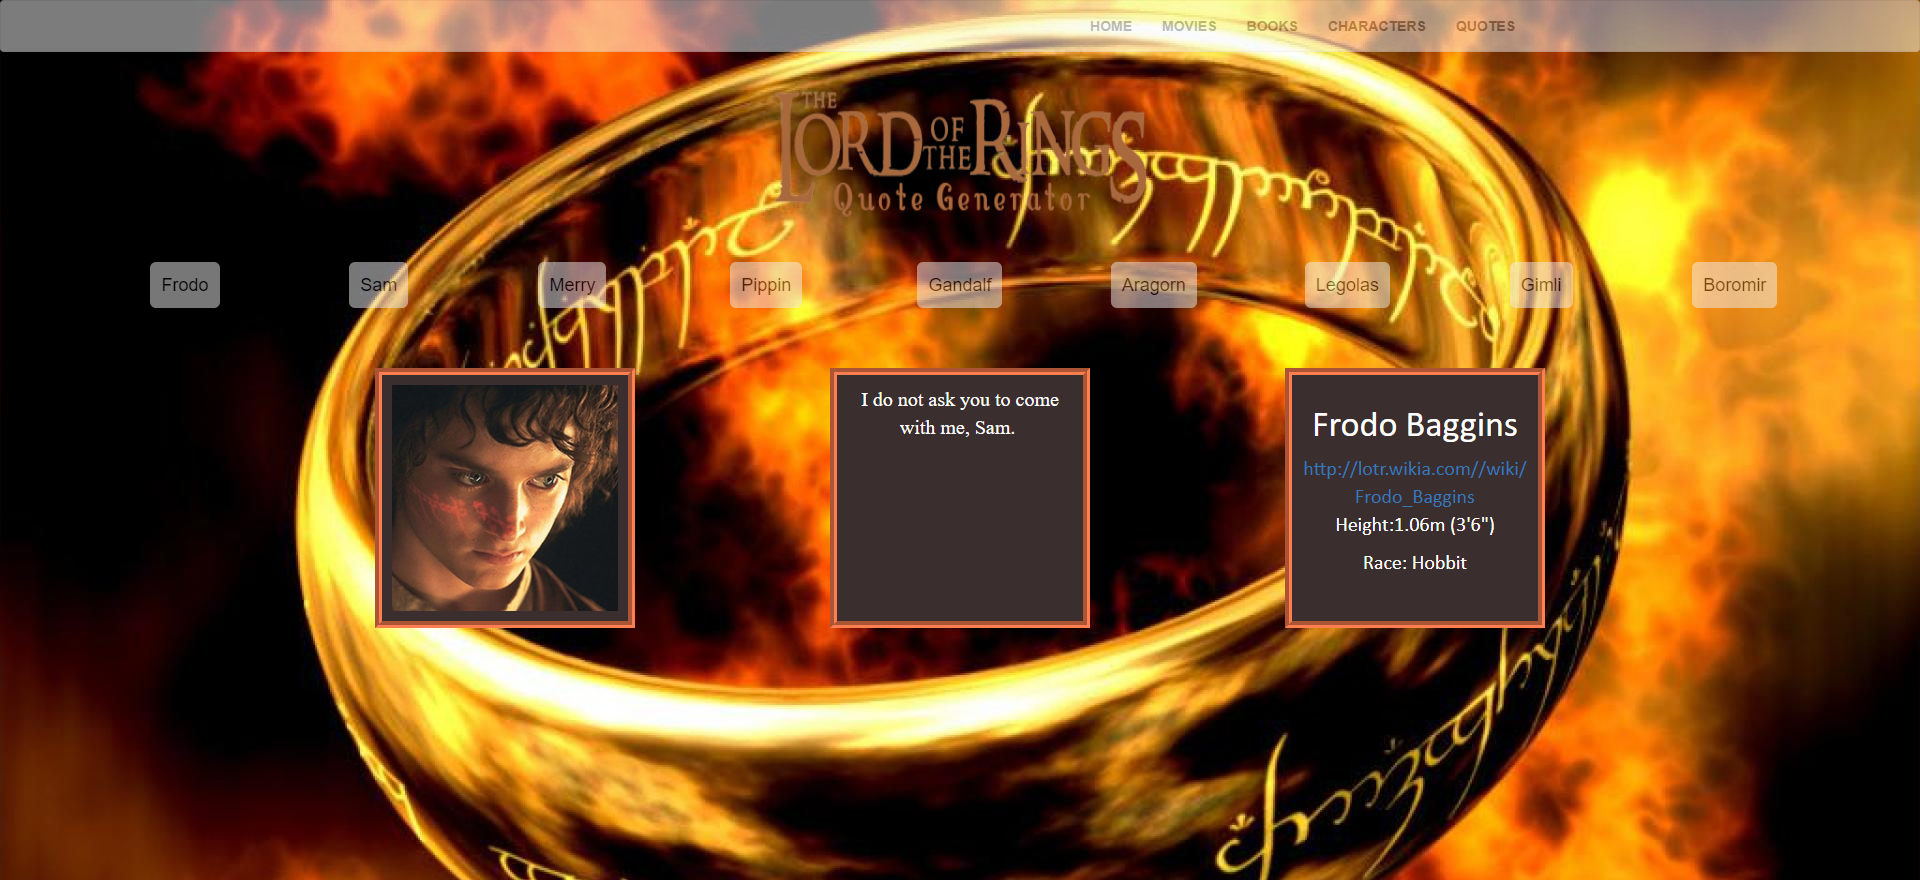 HOME MOVIES BOOKS CHARACTERS QUOTES
THE LORD OF THE RINGS
Quote Generator
Frodo Sam Merry Pippin Gandalf Aragorn Legolas Gimli Boromir
I do not ask you to come
with me, Sam.
Frodo Baggins
http://lotr.wikia.com//wiki/
Frodo_Baggins
Height:1.06m (3'6")
Race: Hobbit